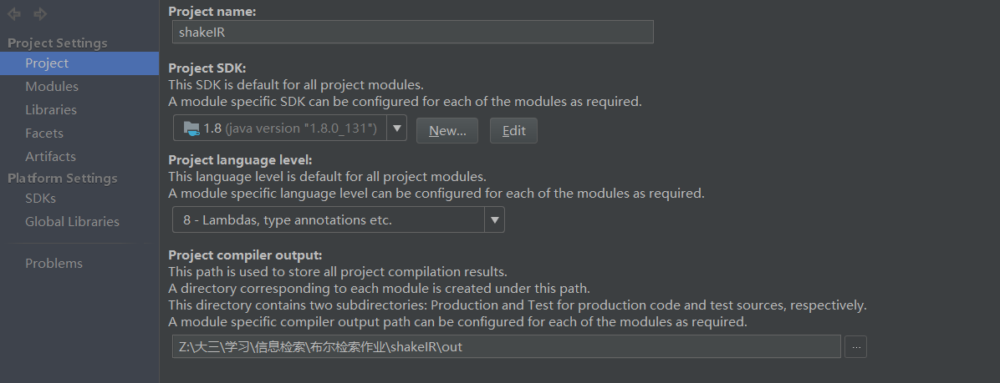 Project Settings
Project
Modules
Libraries
Facets
Artifacts
Platform Settings
SDKs
Global Libraries
Problems
Project name:
shakeIR
Project SDK:
This SDK is default for all project modules.
A module specific SDK can be configured for each of the modules as required.
1.8 (java version "1.8.0_131") New... Edit
Project language level:
This language level is default for all project modules.
A module specific language level can be configured for each of the modules as required.
8 - Lambdas, type annotations etc.
Project compiler output:
This path is used to store all project compilation results.
A directory corresponding to each module is created under this path.
This directory contains two subdirectories: Production and Test for production code and test sources, respectively.
A module specific compiler output path can be configured for each of the modules as required.
Z:\大三\学习\信息检索\布尔检索作业\shakeIR\out ...